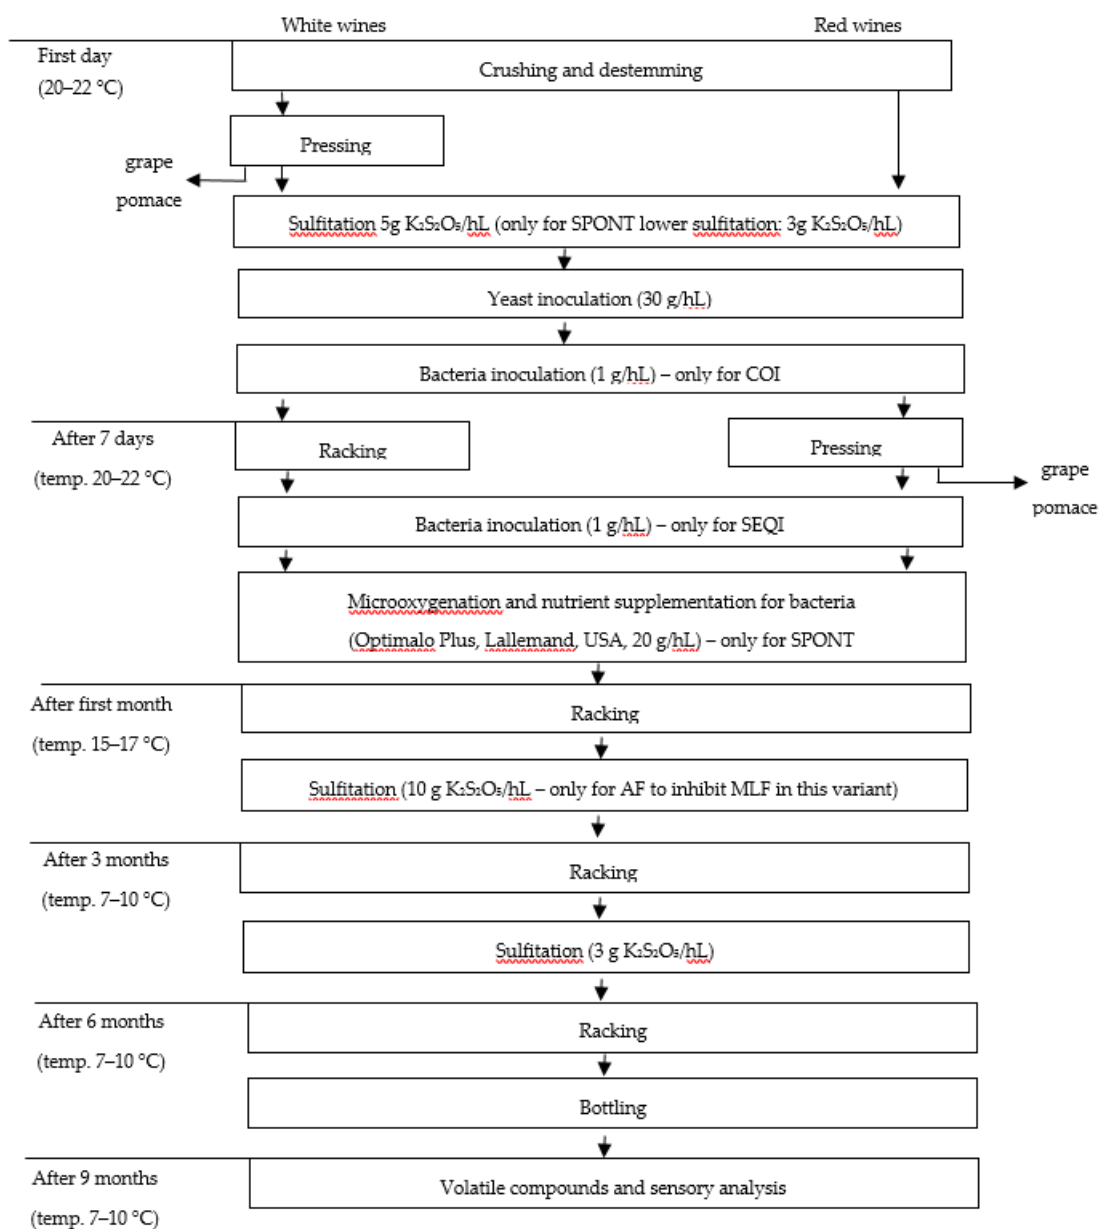 White wines
Red wines
First day
(20–22 °C)
Crushing and destemming
Pressing
grape
pomace
Sulfitation 5g K₂S₂O₅/hL (only for SPONT lower sulfitation: 3g K₂S₂O₅/hL)
Yeast inoculation (30 g/hL)
Bacteria inoculation (1 g/hL) – only for COI
After 7 days
(temp. 20–22 °C)
Racking
Pressing
grape
pomace
Bacteria inoculation (1 g/hL) – only for SEQI
Microoxygenation and nutrient supplementation for bacteria
(Optimalo Plus, Lallemand, USA, 20 g/hL) – only for SPONT
After first month
(temp. 15–17 °C)
Racking
Sulfitation (10 g K₂S₂O₅/hL – only for AF to inhibit MLF in this variant)
After 3 months
(temp. 7–10 °C)
Racking
Sulfitation (3 g K₂S₂O₅/hL)
After 6 months
(temp. 7–10 °C)
Racking
Bottling
After 9 months
(temp. 7–10 °C)
Volatile compounds and sensory analysis